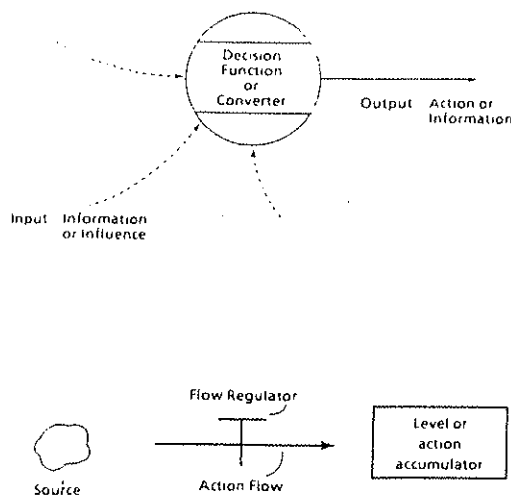 Decision
Function
or
Converter
Output Action or
Information
Input Information
or Influence
Flow Regulator
Level or
action
accumulator
Source
Action Flow